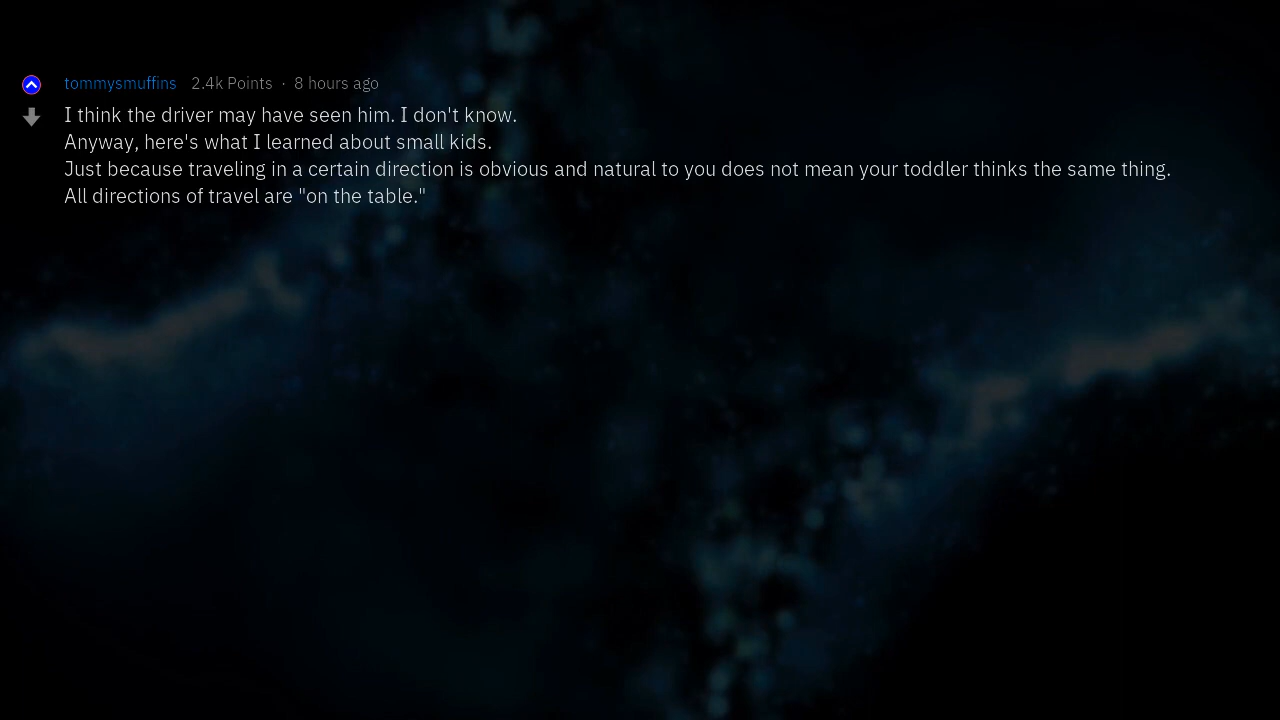 tommysmuffins 2.4k Points · 8 hours ago
I think the driver may have seen him. I don't know.
Anyway, here's what I learned about small kids.
Just because traveling in a certain direction is obvious and natural to you does not mean your toddler thinks the same thing.
All directions of travel are "on the table."